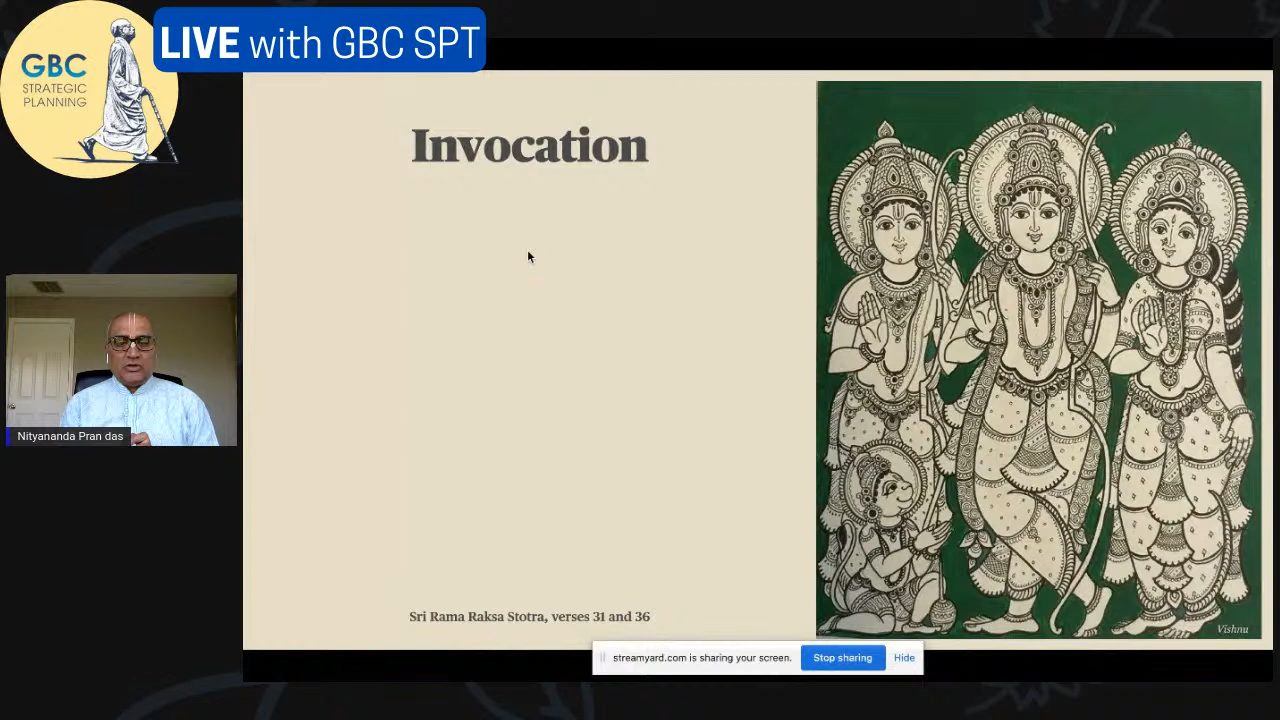 LIVE with GBC SPT
GBC
STRATEGIC
PLANNING
Invocation
Nityananda Pran das
Sri Rama Raksa Stotra, verses 31 and 36
Vishnu
streamyard.com is sharing your screen.
Stop sharing
Hide